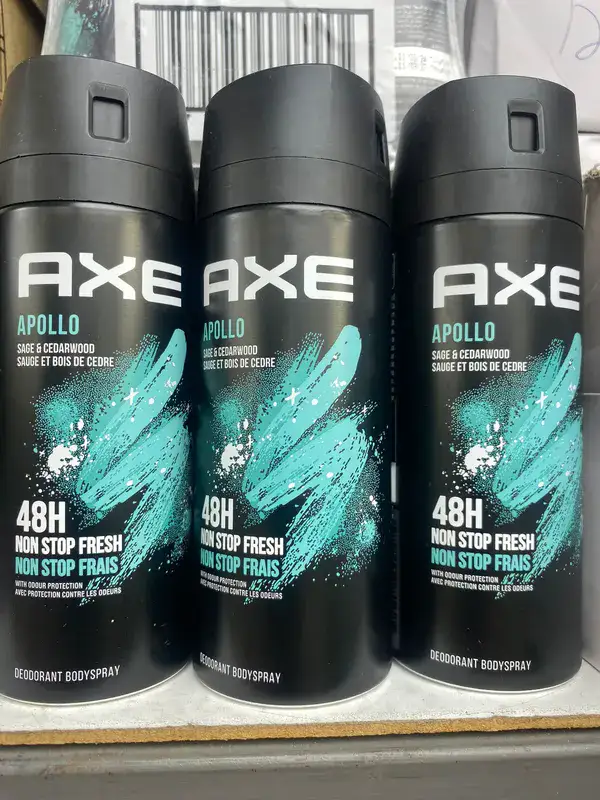 AXE
APOLLO
SAGE & CEDARWOOD
SAUGE ET BOIS DE CEDRE
48H
NON STOP FRESH
NON STOP FRAIS
WITH ODOUR PROTECTION
AVEC PROTECTION CONTRE LES ODEURS
DEODORANT BODYSPRAY
AXE
APOLLO
SAGE & CEDARWOOD
SAUGE ET BOIS DE CEDRE
48H
NON STOP FRESH
NON STOP FRAIS
WITH ODOUR PROTECTION
AVEC PROTECTION CONTRE LES ODEURS
DEODORANT BODYSPRAY
AXE
APOLLO
SAGE & CEDARWOOD
SAUGE ET BOIS DE CEDRE
48H
NON STOP FRESH
NON STOP FRAIS
WITH ODOUR PROTECTION
AVEC PROTECTION CONTRE LES ODEURS
DEODORANT BODYSPRAY